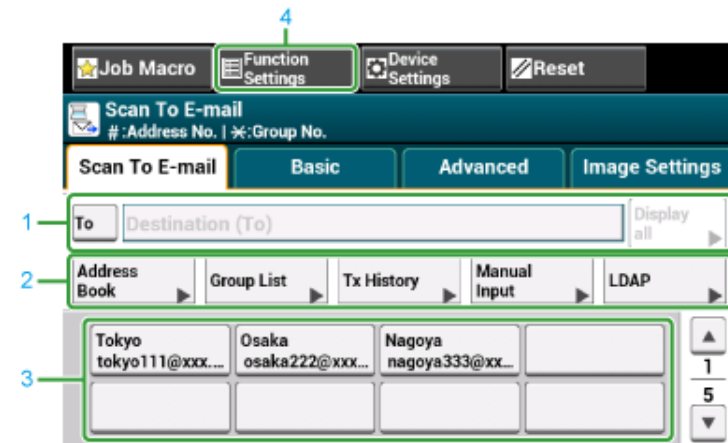 4
Job Macro
Function
Settings
Device
Settings
Reset
Scan To E-mail
#:Address No. | ⚹:Group No.
Scan To E-mail
Basic
Advanced
Image Settings
1
To
Destination (To)
Display
all
2
Address
Book
Group List
Tx History
Manual
Input
LDAP
3
Tokyo
tokyo111@xxx....
Osaka
osaka222@xxx...
Nagoya
nagoya333@xx...
1
5